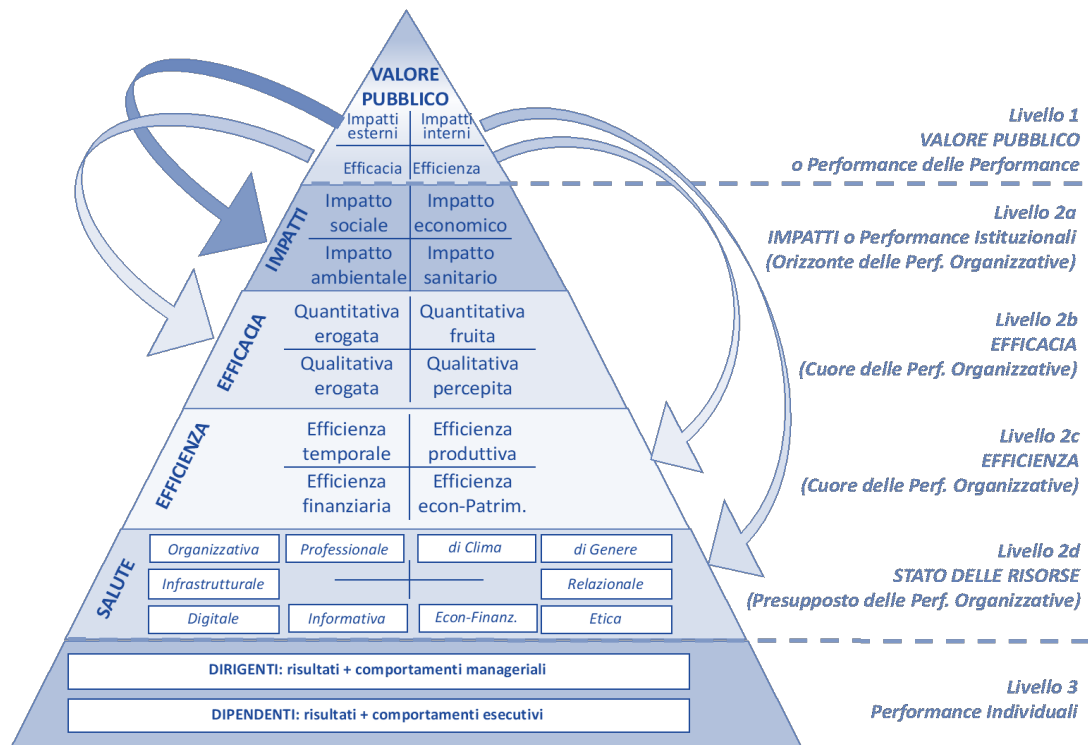 VALORE
PUBBLICO
Impatti esterni
Impatti interni
Efficacia
Efficienza
Livello 1
VALORE PUBBLICO
o Performance delle Performance
IMPATTI
Impatto sociale
Impatto economico
Impatto ambientale
Impatto sanitario
Livello 2a
IMPATTI o Performance Istituzionali
(Orizzonte delle Perf. Organizzative)
EFFICACIA
Quantitativa erogata
Quantitativa fruita
Qualitativa erogata
Qualitativa percepita
Livello 2b
EFFICACIA
(Cuore delle Perf. Organizzative)
EFFICIENZA
Efficienza temporale
Efficienza produttiva
Efficienza finanziaria
Efficienza econ-Patrim.
Livello 2c
EFFICIENZA
(Cuore delle Perf. Organizzative)
SALUTE
Organizzativa
Professionale
di Clima
di Genere
Infrastrutturale
Relazionale
Digitale
Informativa
Econ-Finanz.
Etica
Livello 2d
STATO DELLE RISORSE
(Presupposto delle Perf. Organizzative)
DIRIGENTI: risultati + comportamenti manageriali
DIPENDENTI: risultati + comportamenti esecutivi
Livello 3
Performance Individuali